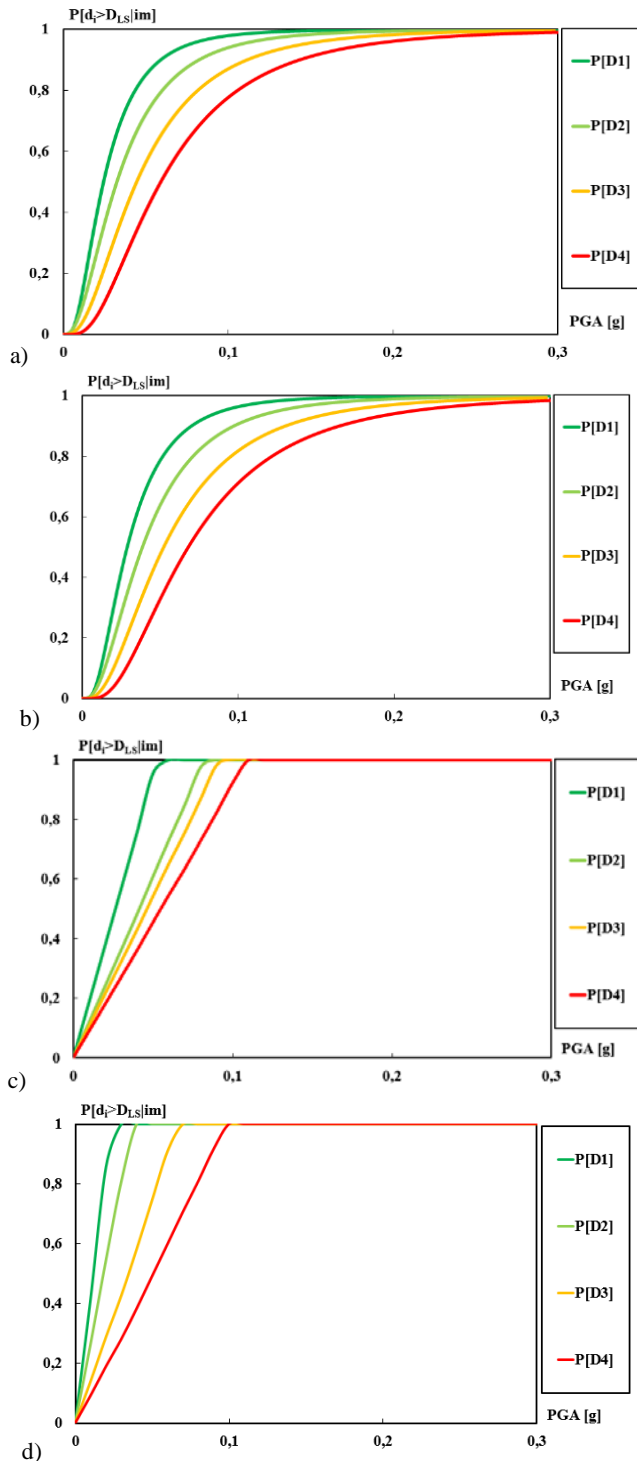 P[di>DLS|im]
1
0,8
0,6
0,4
0,2
0
0
0,1
0,2
0,3
PGA [g]
P[D1]
P[D2]
P[D3]
P[D4]
a)
P[di>DLS|im]
1
0,8
0,6
0,4
0,2
0
0
0,1
0,2
0,3
PGA [g]
P[D1]
P[D2]
P[D3]
P[D4]
b)
P[di>DLS|im]
1
0,8
0,6
0,4
0,2
0
0
0,1
0,2
0,3
PGA [g]
P[D1]
P[D2]
P[D3]
P[D4]
c)
P[di>DLS|im]
1
0,8
0,6
0,4
0,2
0
0
0,1
0,2
0,3
PGA [g]
P[D1]
P[D2]
P[D3]
P[D4]
d)